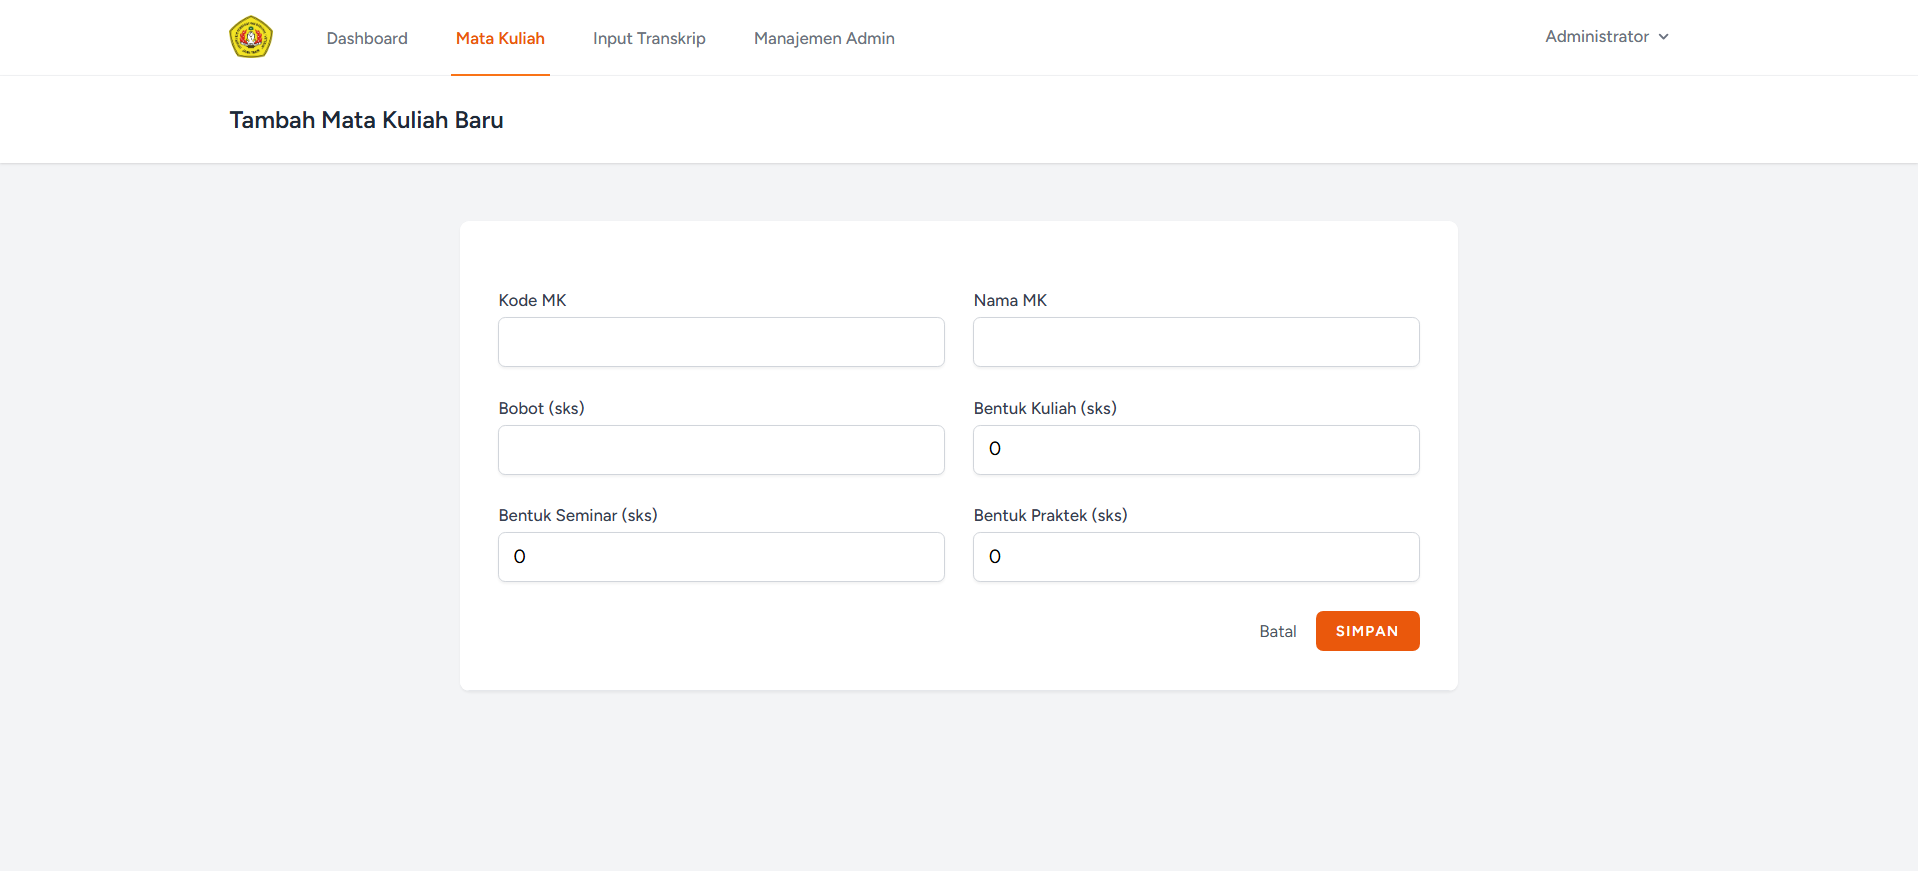 Dashboard
Mata Kuliah
Input Transkrip
Manajemen Admin
Administrator
Tambah Mata Kuliah Baru
Kode MK
Nama MK
Bobot (sks)
Bentuk Kuliah (sks)
0
Bentuk Seminar (sks)
Bentuk Praktek (sks)
0
0
Batal
SIMPAN